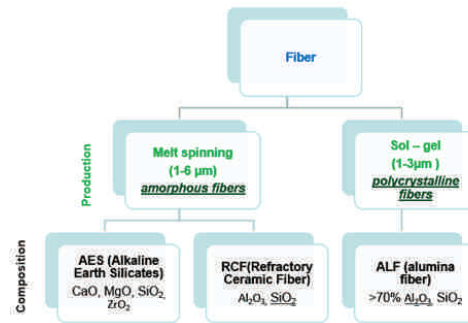 Fiber
Production
Melt spinning
(1-6 µm)
amorphous fibers
Sol – gel
(1-3µm )
polycrystalline
fibers
Composition
AES (Alkaline
Earth Silicates)
CaO, MgO, SiO₂,
ZrO₂
RCF(Refractory
Ceramic Fiber)
Al₂O₃, SiO₂
ALF (alumina
fiber)
>70% Al₂O₃, SiO₂